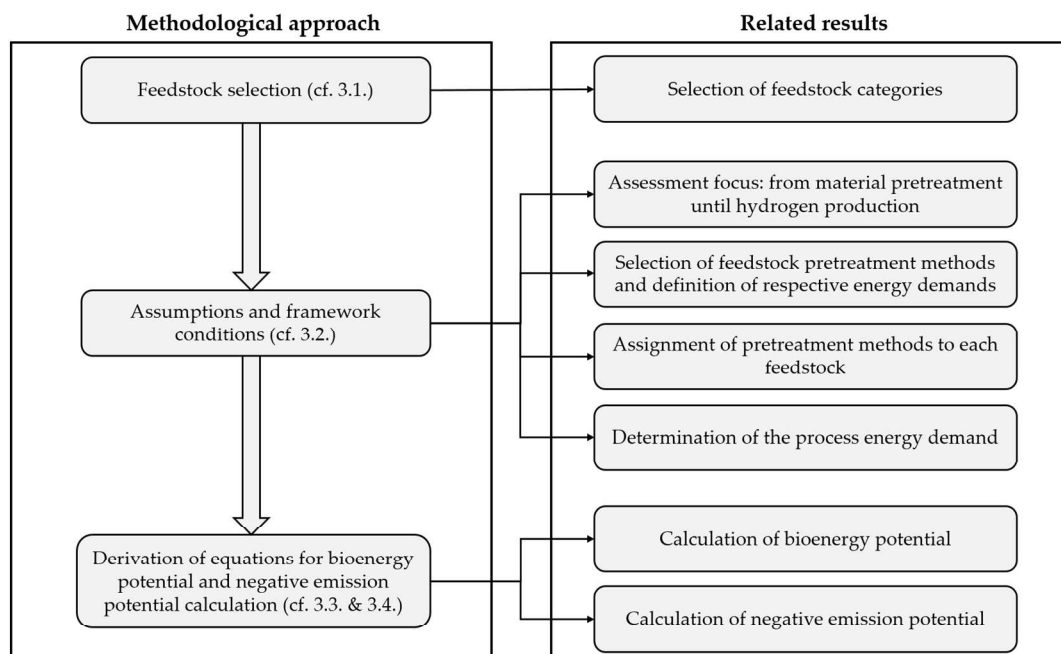 Methodological approach
Feedstock selection (cf. 3.1.)
Assumptions and framework
conditions (cf. 3.2.)
Derivation of equations for bioenergy
potential and negative emission
potential calculation (cf. 3.3. & 3.4.)
Related results
Selection of feedstock categories
Assessment focus: from material pretreatment
until hydrogen production
Selection of feedstock pretreatment methods
and definition of respective energy demands
Assignment of pretreatment methods to each
feedstock
Determination of the process energy demand
Calculation of bioenergy potential
Calculation of negative emission potential